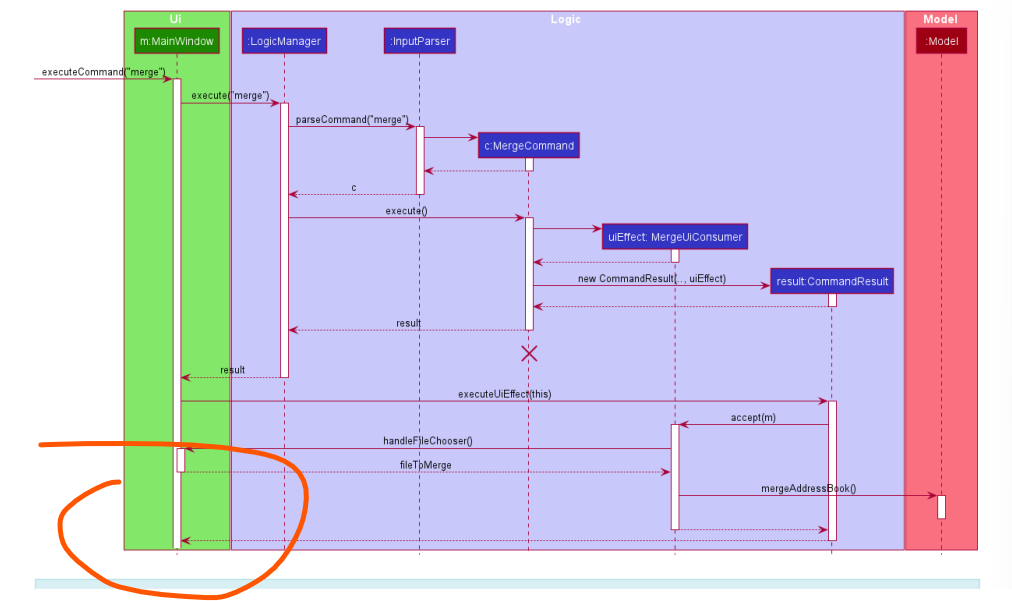 Ui
Logic
Model
m:MainWindow
:LogicManager
:InputParser
:Model
executeCommand("merge")
execute("merge")
parseCommand("merge")
c:MergeCommand
c
execute()
uiEffect: MergeUiConsumer
new CommandResult(.., uiEffect)
result:CommandResult
result
result
executeUiEffect(this)
accept(m)
handleFileChooser()
fileToMerge
mergeAddressBook()